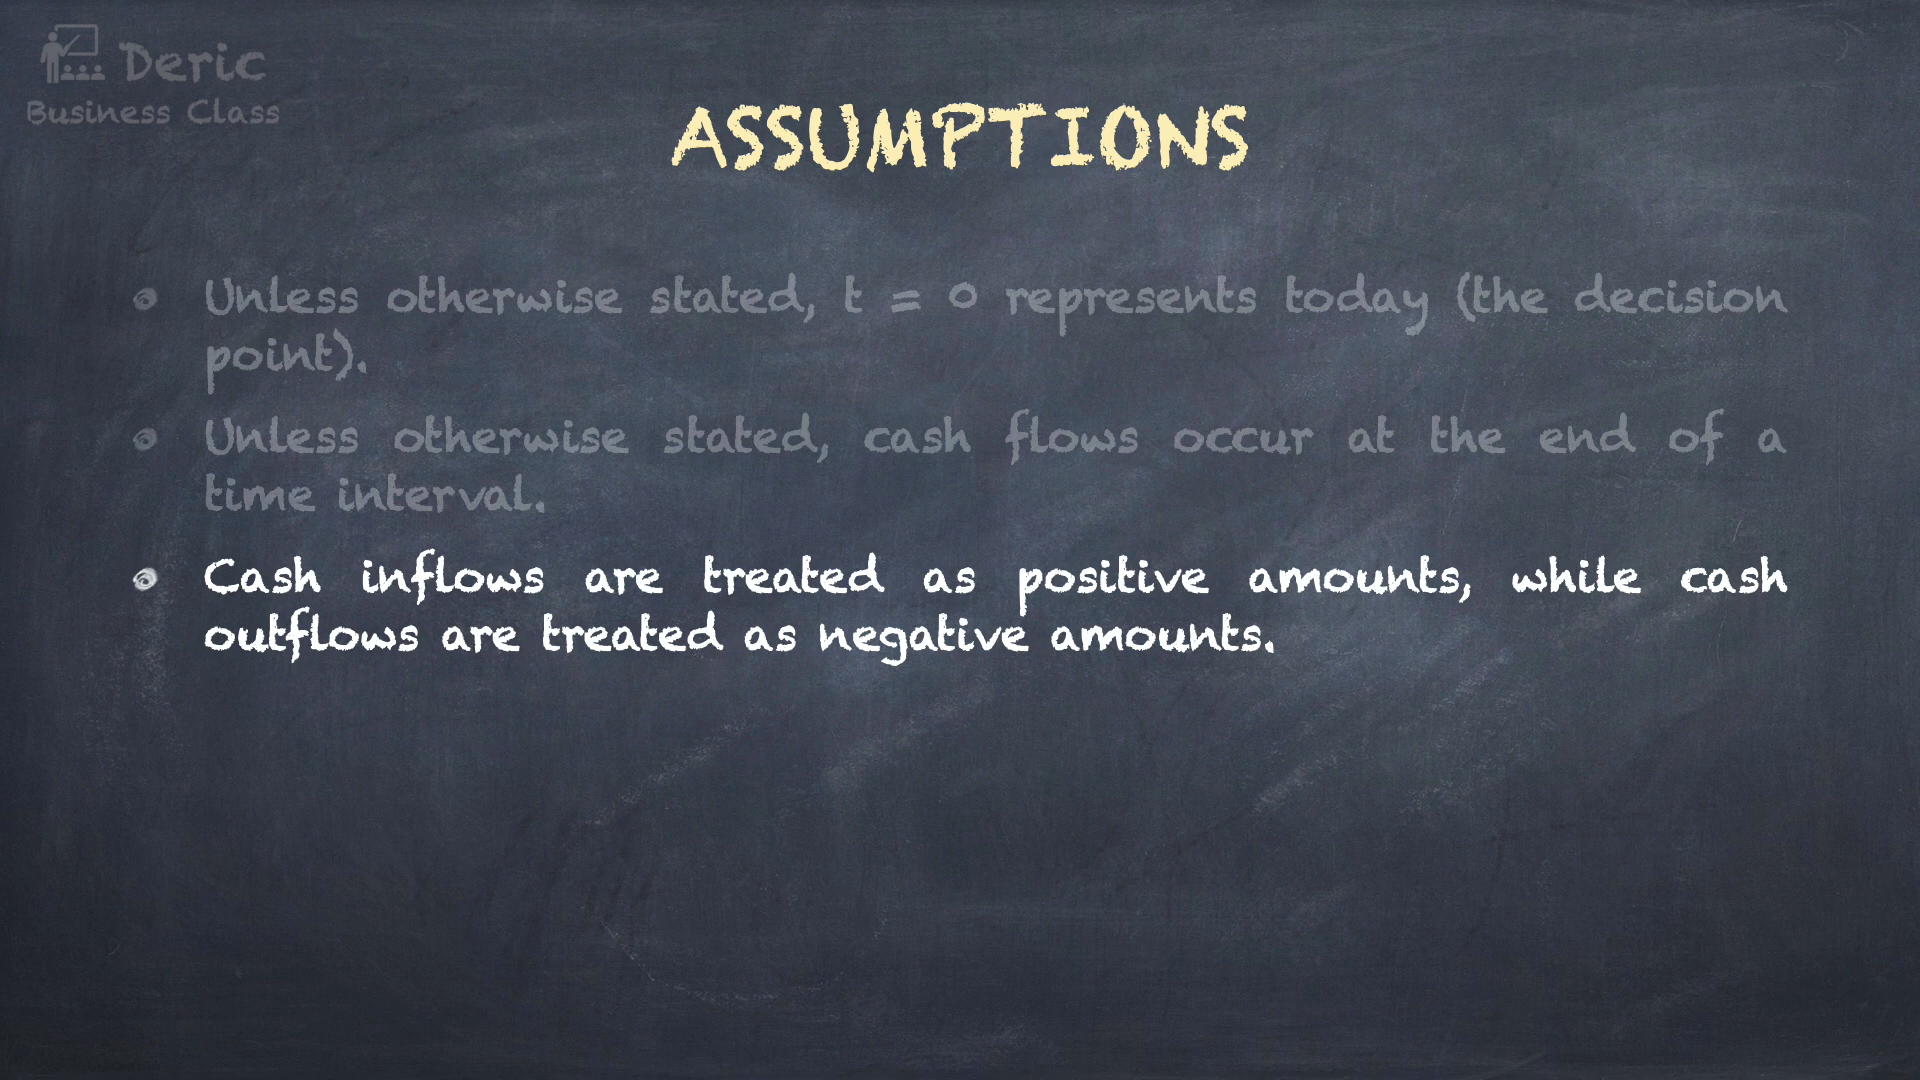 Deric
Business Class
ASSUMPTIONS
Unless otherwise stated, t = 0 represents today (the decision
point).
Unless otherwise stated, cash flows occur at the end of a
time interval.
Cash inflows are treated as positive amounts, while cash
outflows are treated as negative amounts.